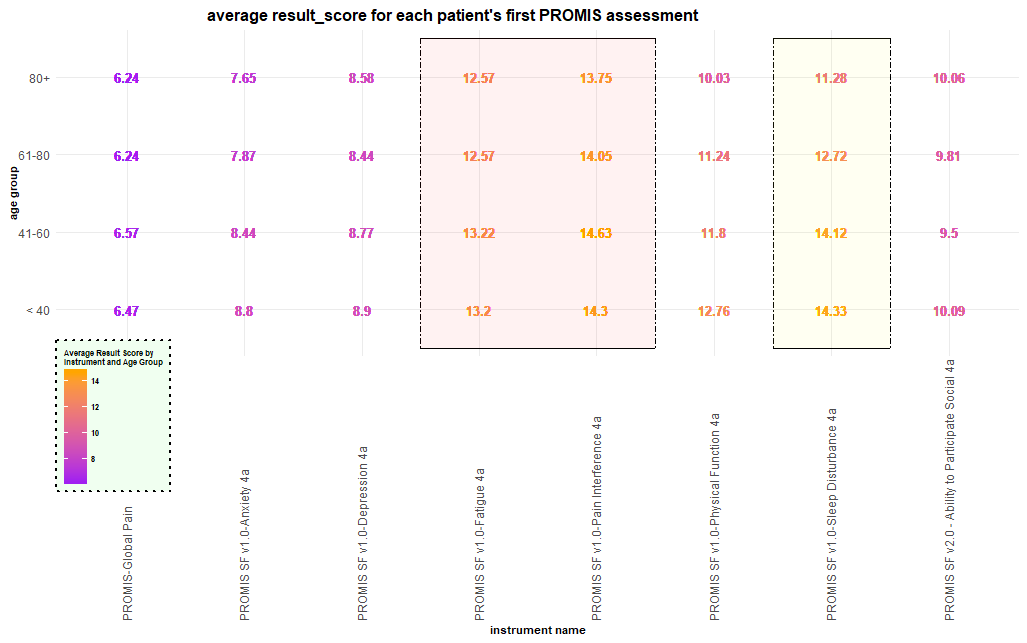 average result_score for each patient's first PROMIS assessment
age group
80+ 6.24 7.65 8.58 12.57 13.75 10.03 11.28 10.06
61-80 6.24 7.87 8.44 12.57 14.05 11.24 12.72 9.81
41-60 6.57 8.44 8.77 13.22 14.63 11.8 14.12 9.5
< 40 6.47 8.8 8.9 13.2 14.3 12.76 14.33 10.09
Average Result Score by
Instrument and Age Group
14
12
10
8
PROMIS-Global Pain
PROMIS SF v1.0-Anxiety 4a
PROMIS SF v1.0-Depression 4a
PROMIS SF v1.0-Fatigue 4a
PROMIS SF v1.0-Pain Interference 4a
PROMIS SF v1.0-Physical Function 4a
PROMIS SF v1.0-Sleep Disturbance 4a
PROMIS SF v2.0 - Ability to Participate Social 4a
instrument name